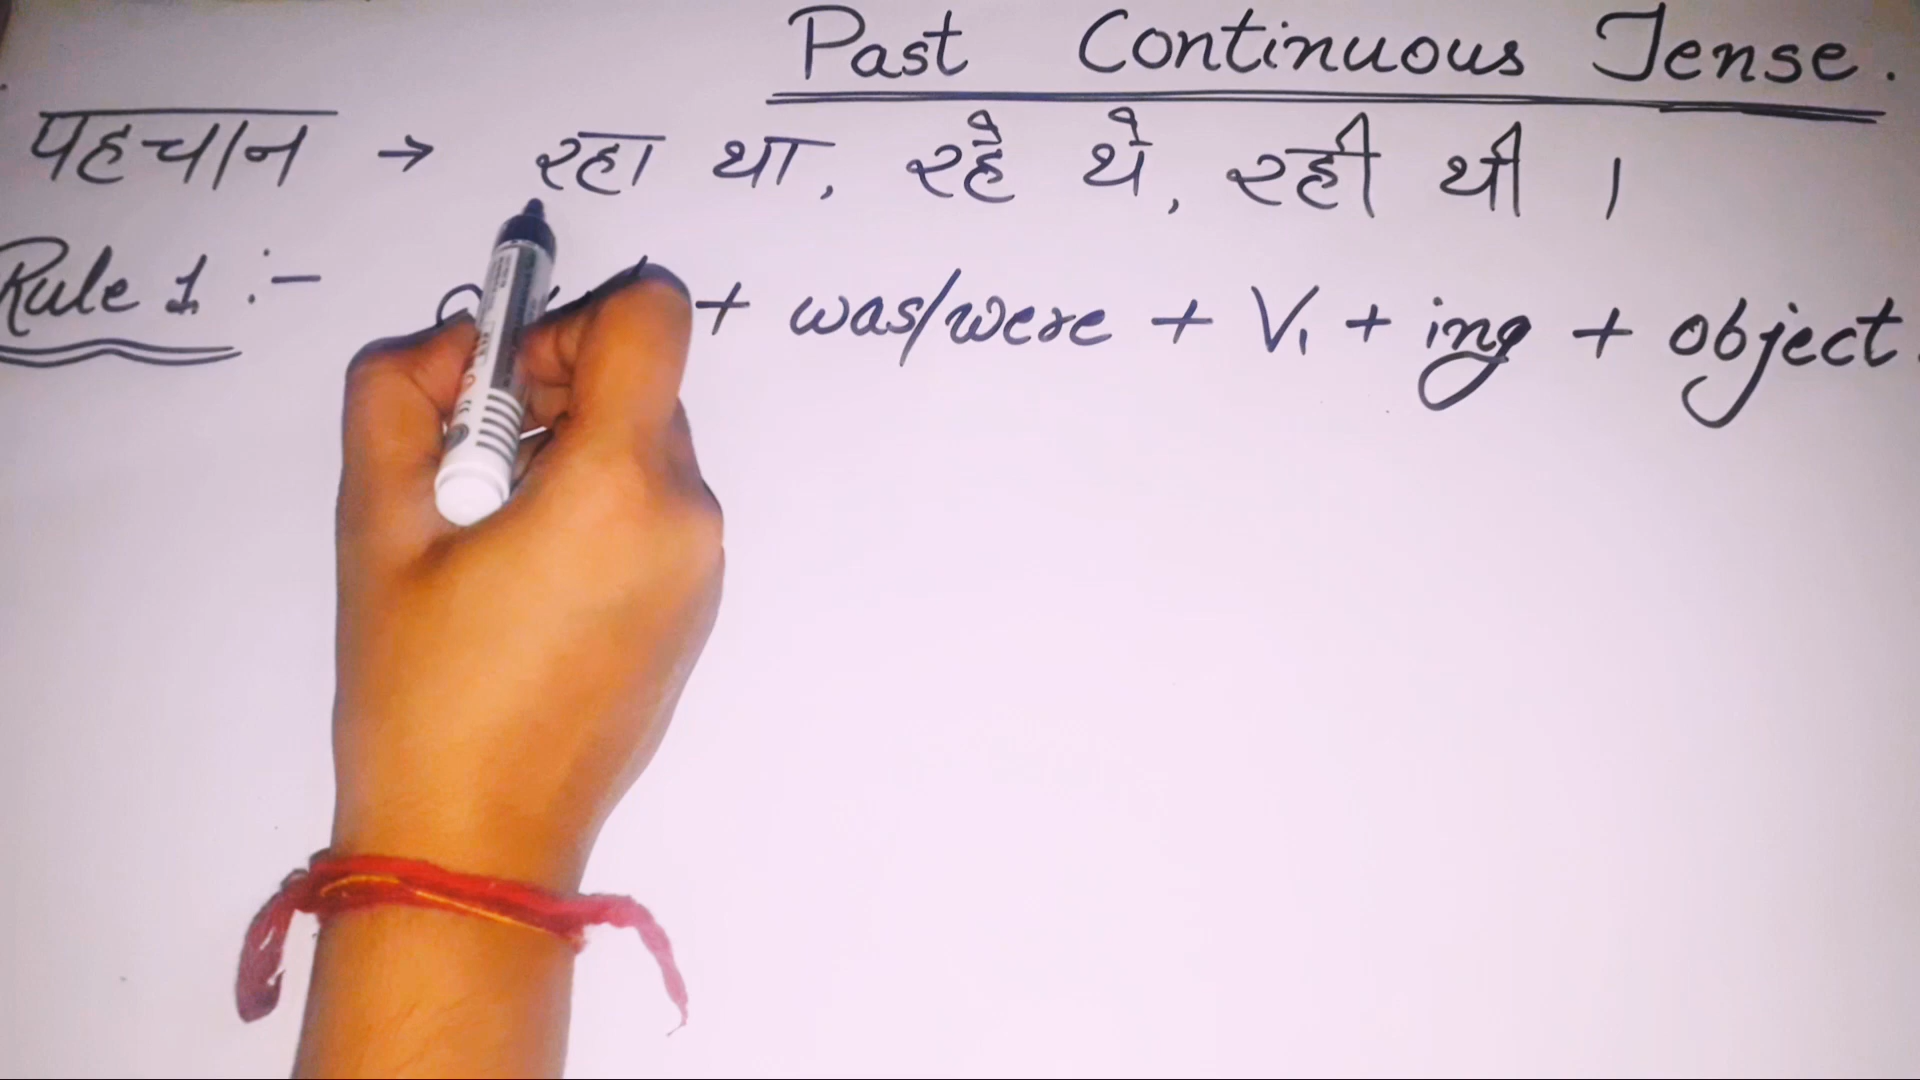 Past Continuous Tense.
पहचान → रहा था, रहे थे, रही थी ।
Rule 1 :- + was/were + V₁ + ing + object.